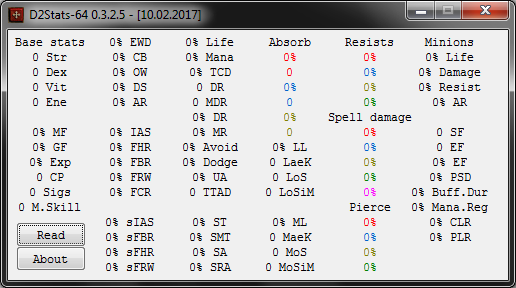 D2Stats-64 0.3.2.5 - [10.02.2017]
Base stats 0% EWD 0% Life Absorb Resists Minions
0 Str 0% CB 0% Mana 0% 0% 0% Life
0 Dex 0% OW 0% TCD 0 0% 0% Damage
0 Vit 0% DS 0 DR 0% 0% 0% Resist
0 Ene 0% AR 0 MDR 0 0% 0% AR
0% DR 0% Spell damage
0% MF 0% IAS 0% MR 0 0% 0 SF
0% GF 0% FHR 0% Avoid 0% LL 0% 0 EF
0% Exp 0% FBR 0% Dodge 0 LaeK 0% 0% EF
0 CP 0% FRW 0% UA 0 LoS 0% 0% PSD
0 Sigs 0% FCR 0% TTAD 0 LoSiM 0% 0% Buff.Dur
0 M.Skill Pierce 0% Mana.Reg
Read 0% sIAS 0% ST 0% ML 0% 0% CLR
0% sFBR 0% SMT 0 MaeK 0% 0% PLR
About 0% sFHR 0% SA 0 MoS 0%
0% sFRW 0% SRA 0 MoSiM 0%